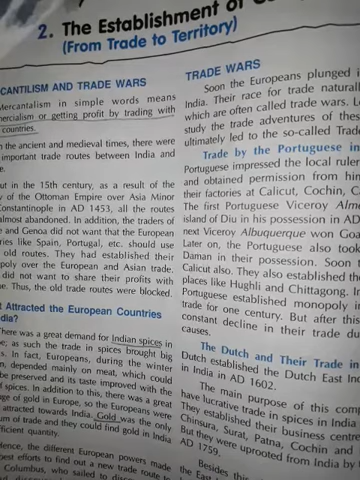 2. The Establishment of
(From Trade to Territory)
CANTILISM AND TRADE WARS
Mercantalism in simple words means
mercialism or getting profit by trading with
countries.
the ancient and medieval times, there were
important trade routes between India and
e.
ut in the 15th century, as a result of the
y of the Ottoman Empire over Asia Minor
onstantinople in AD 1453, all the routes
almost abandoned. In addition, the traders of
e and Genoa did not want that the European
ries like Spain, Portugal, etc. should use
old routes. They had established their
poly over the European and Asian trade.
did not want to share their profits with
e. Thus, the old trade routes were blocked.
t Attracted the European Countries
dia?
here was a great demand for Indian spices in
e, as such the trade in spices brought big
s. In fact, Europeans, during the winter
n, depended mainly on meat, which could
be preserved and its taste improved with the
f spices. In addition to this, there was a great
ge of gold in Europe, so the Europeans were
attracted towards India. Gold was the only
um of trade and they could find gold in India
fficient quantity.
ence, the different European powers made
est efforts to find out a new trade route to
Columbus, who sailed to
TRADE WARS
Soon the Europeans plunged i
India. Their race for trade natural
which are often called trade wars. L
study the trade adventures of thes
ultimately led to the so-called Trad
Trade by the Portuguese in
Portuguese impressed the local ruler
and obtained permission from him
their factories at Calicut, Cochin, C
The first Portuguese Viceroy Alm
island of Diu in his possession in AD
next Viceroy Albuquerque won Goa
Later on, the Portuguese also took
Daman in their possession. Soon
Calicut also. They also established th
places like Hughli and Chittagong. I
Portuguese established monopoly i
trade for one century. But after this
constant decline in their trade du
causes.
The Dutch and Their Trade in
Dutch established the Dutch East In
in India in AD 1602.
The main purpose of this com
have lucrative trade in spices in India
They established their business centre
Chinsura, Surat, Patna, Cochin and
But they were uprooted from India by
AD 1759.
Besides this
the East